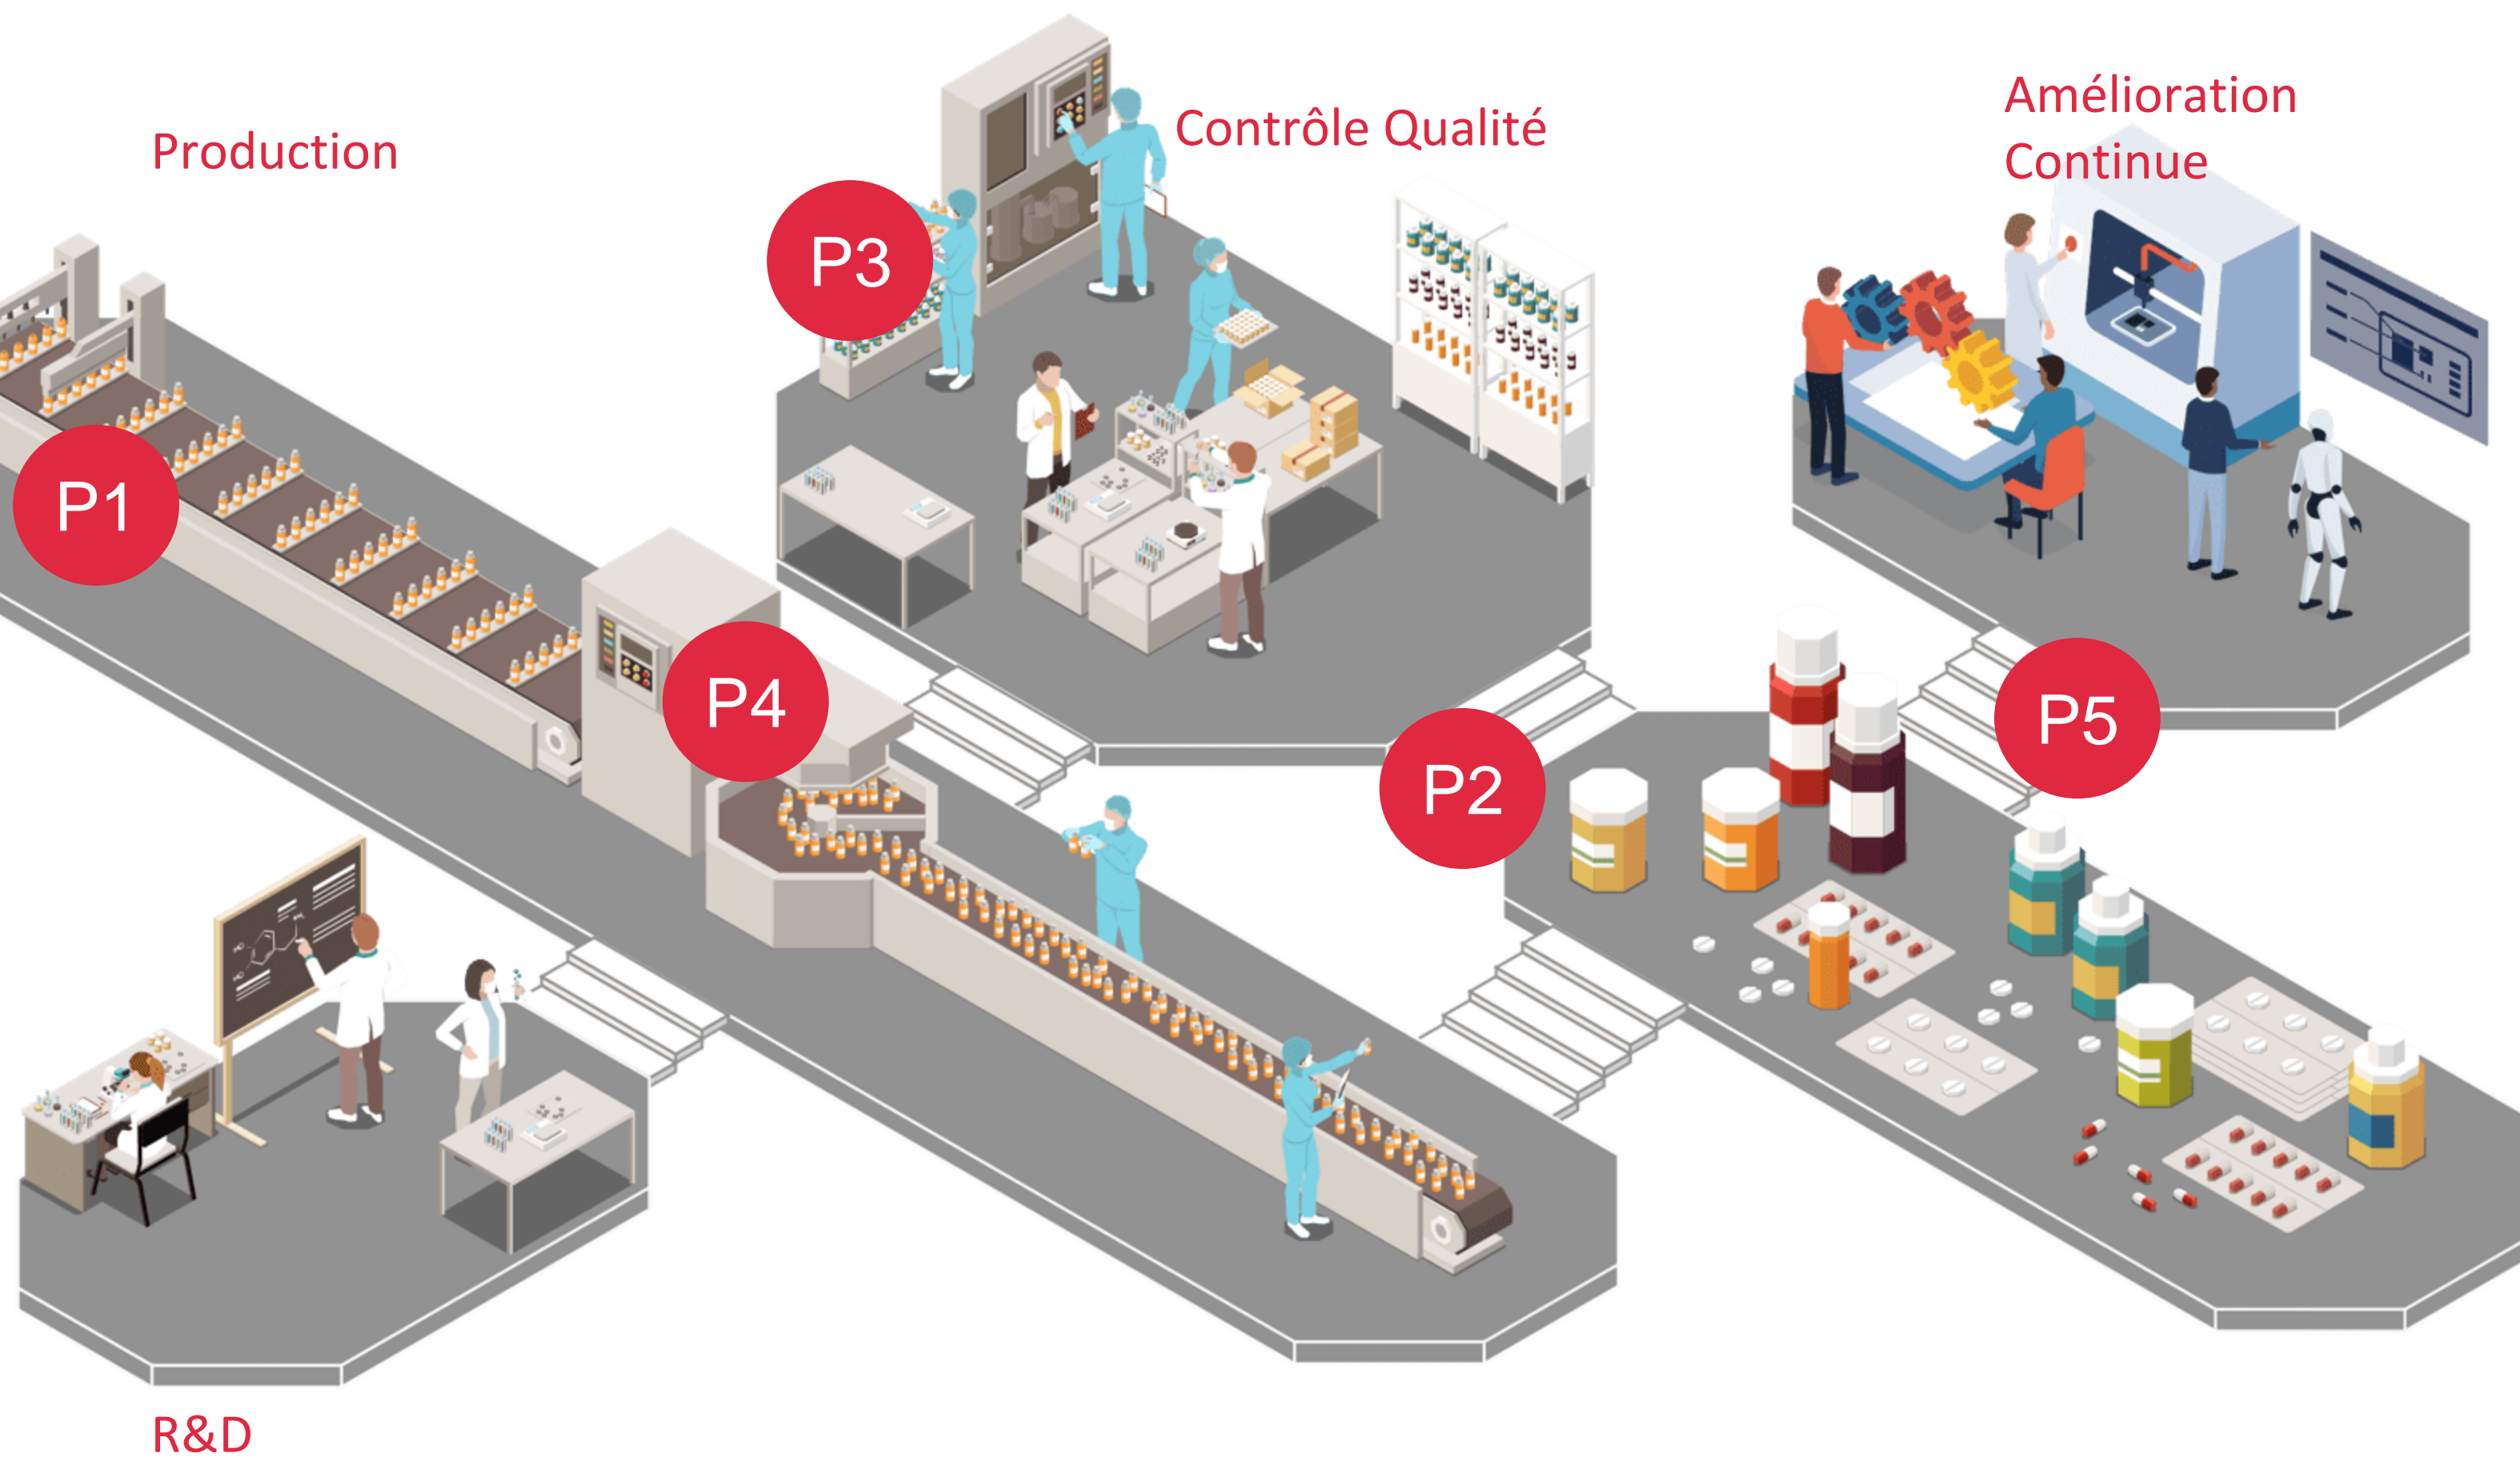 Amélioration
Continue
Contrôle Qualité
Production
P3
P1
P4
P5
P2
R&D